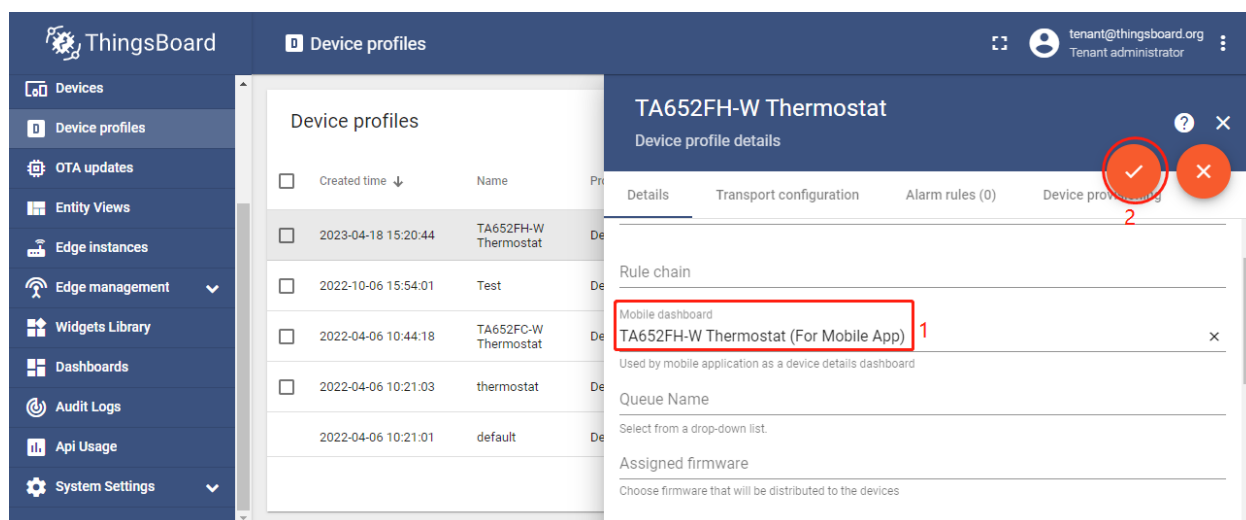 ThingsBoard
Device profiles
tenant@thingsboard.org
Tenant administrator
Devices
Device profiles
OTA updates
Entity Views
Edge instances
Edge management
Widgets Library
Dashboards
Audit Logs
Api Usage
System Settings
Device profiles
Created time
Name
2023-04-18 15:20:44
TA652FH-W
Thermostat
De
2022-10-06 15:54:01
Test
De
2022-04-06 10:44:18
TA652FC-W
Thermostat
De
2022-04-06 10:21:03
thermostat
De
2022-04-06 10:21:01
default
De
TA652FH-W Thermostat
Device profile details
Details
Transport configuration
Alarm rules (0)
Device provisioning
2
Rule chain
Mobile dashboard
TA652FH-W Thermostat (For Mobile App)
1
Used by mobile application as a device details dashboard
Queue Name
Select from a drop-down list.
Assigned firmware
Choose firmware that will be distributed to the devices